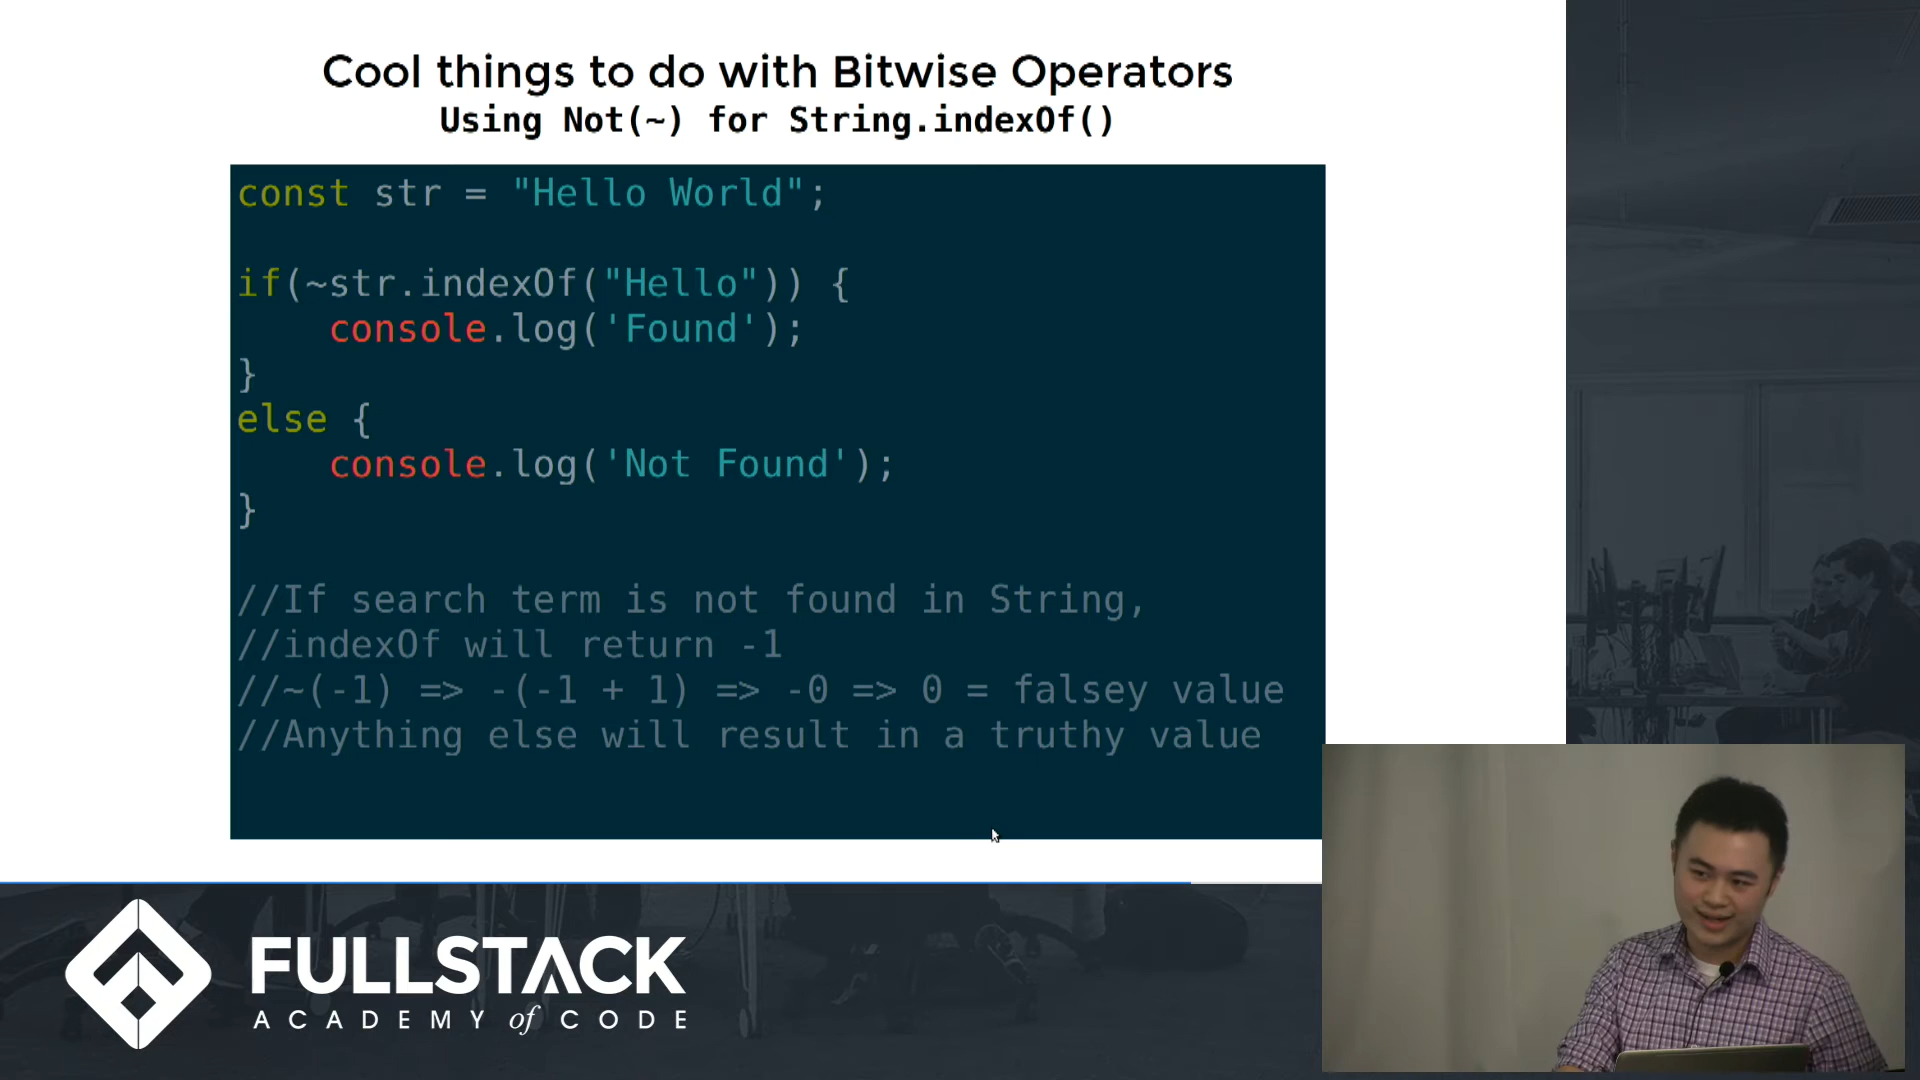 Cool things to do with Bitwise Operators
Using Not(~) for String.indexOf()
const str = "Hello World";
if(~str.indexOf("Hello")) {
console.log('Found');
}
else {
console.log('Not Found');
}
//If search term is not found in String,
//indexOf will return -1
//~(-1) => -(-1 + 1) => -0 => 0 = falsey value
//Anything else will result in a truthy value
FULLSTACK
ACADEMY of CODE